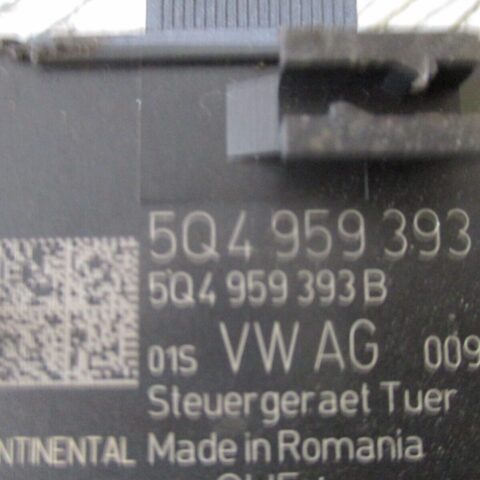 5Q4 959 393
5Q4 959 393 B
01S VW AG 009
Steuergeraet Tuer
NTINENTAL Made in Romania